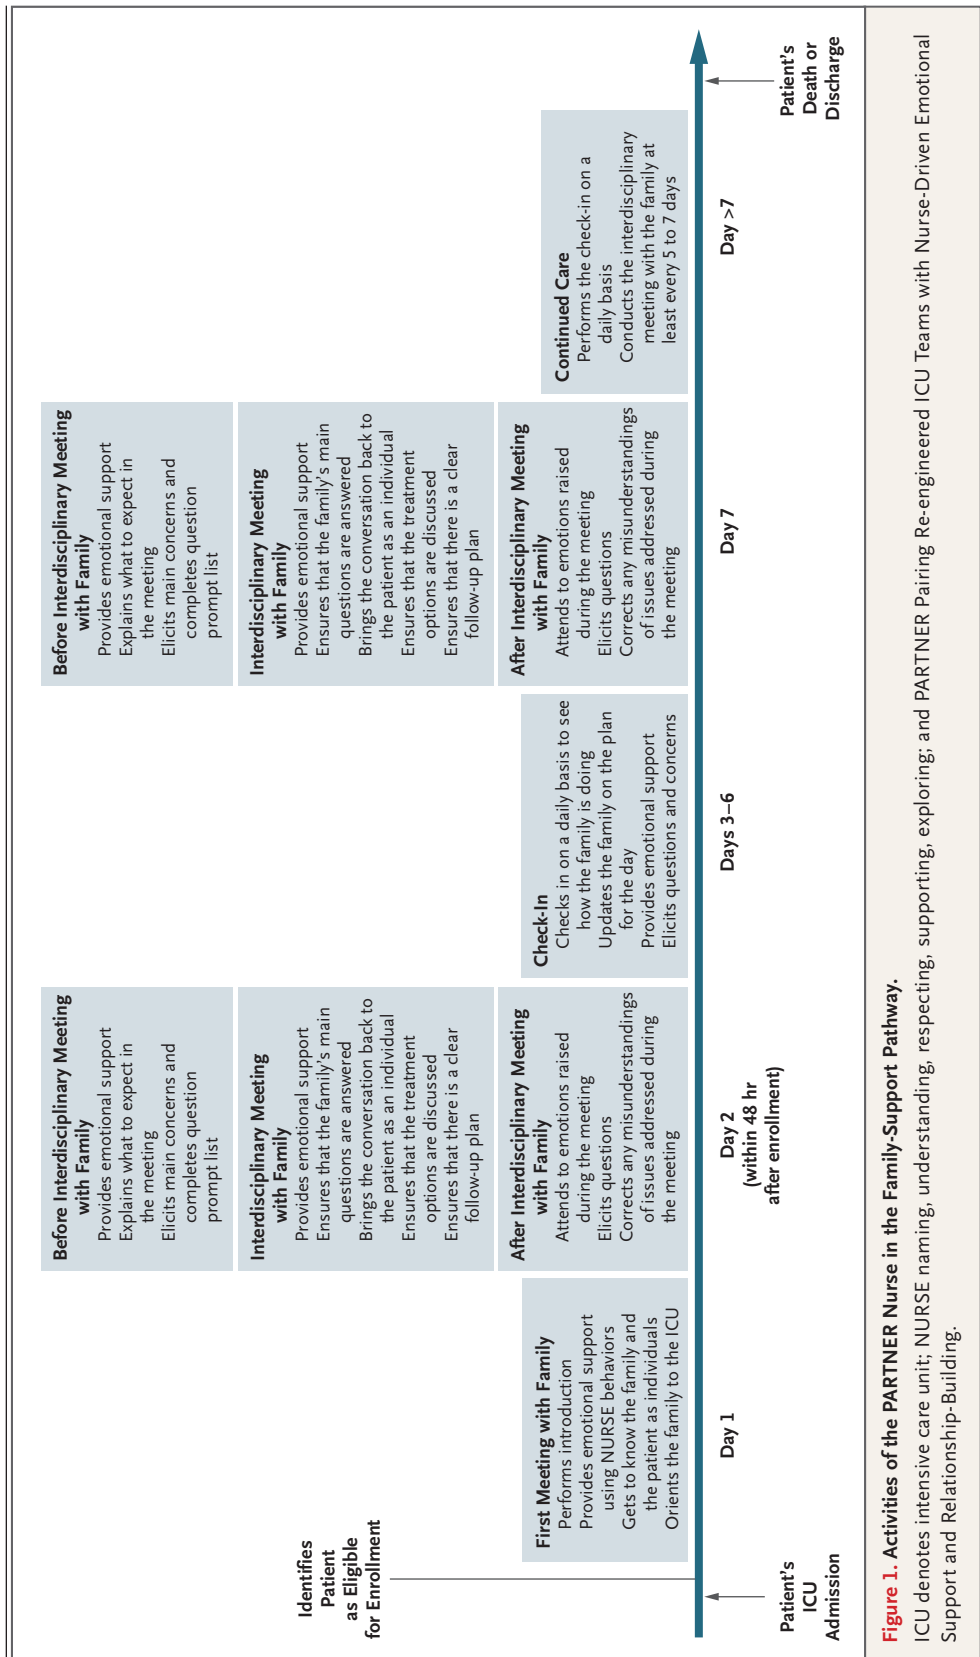 Identifies
Patient
as Eligible
for Enrollment
Patient's
ICU
Admission
First Meeting with Family
Performs introduction
Provides emotional support
using NURSE behaviors
Gets to know the family and
the patient as individuals
Orients the family to the ICU
Day 1
Before Interdisciplinary Meeting
with Family
Provides emotional support
Explains what to expect in
the meeting
Elicits main concerns and
completes question
prompt list
Interdisciplinary Meeting
with Family
Provides emotional support
Ensures that the family's main
questions are answered
Brings the conversation back to
the patient as an individual
Ensures that the treatment
options are discussed
Ensures that there is a clear
follow-up plan
After Interdisciplinary Meeting
with Family
Attends to emotions raised
during the meeting
Elicits questions
Corrects any misunderstandings
of issues addressed during
the meeting
Day 2
(within 48 hr
after enrollment)
Check-In
Checks in on a daily basis to see
how the family is doing
Updates the family on the plan
for the day
Provides emotional support
Elicits questions and concerns
Days 3–6
Before Interdisciplinary Meeting
with Family
Provides emotional support
Explains what to expect in
the meeting
Elicits main concerns and
completes question
prompt list
Interdisciplinary Meeting
with Family
Provides emotional support
Ensures that the family's main
questions are answered
Brings the conversation back to
the patient as an individual
Ensures that the treatment
options are discussed
Ensures that there is a clear
follow-up plan
After Interdisciplinary Meeting
with Family
Attends to emotions raised
during the meeting
Elicits questions
Corrects any misunderstandings
of issues addressed during
the meeting
Day 7
Continued Care
Performs the check-in on a
daily basis
Conducts the interdisciplinary
meeting with the family at
least every 5 to 7 days
Day >7
Patient's
Death or
Discharge
Figure 1. Activities of the PARTNER Nurse in the Family-Support Pathway.
ICU denotes intensive care unit; NURSE naming, understanding, respecting, supporting, exploring; and PARTNER Pairing Re-engineered ICU Teams with Nurse-Driven Emotional
Support and Relationship-Building.